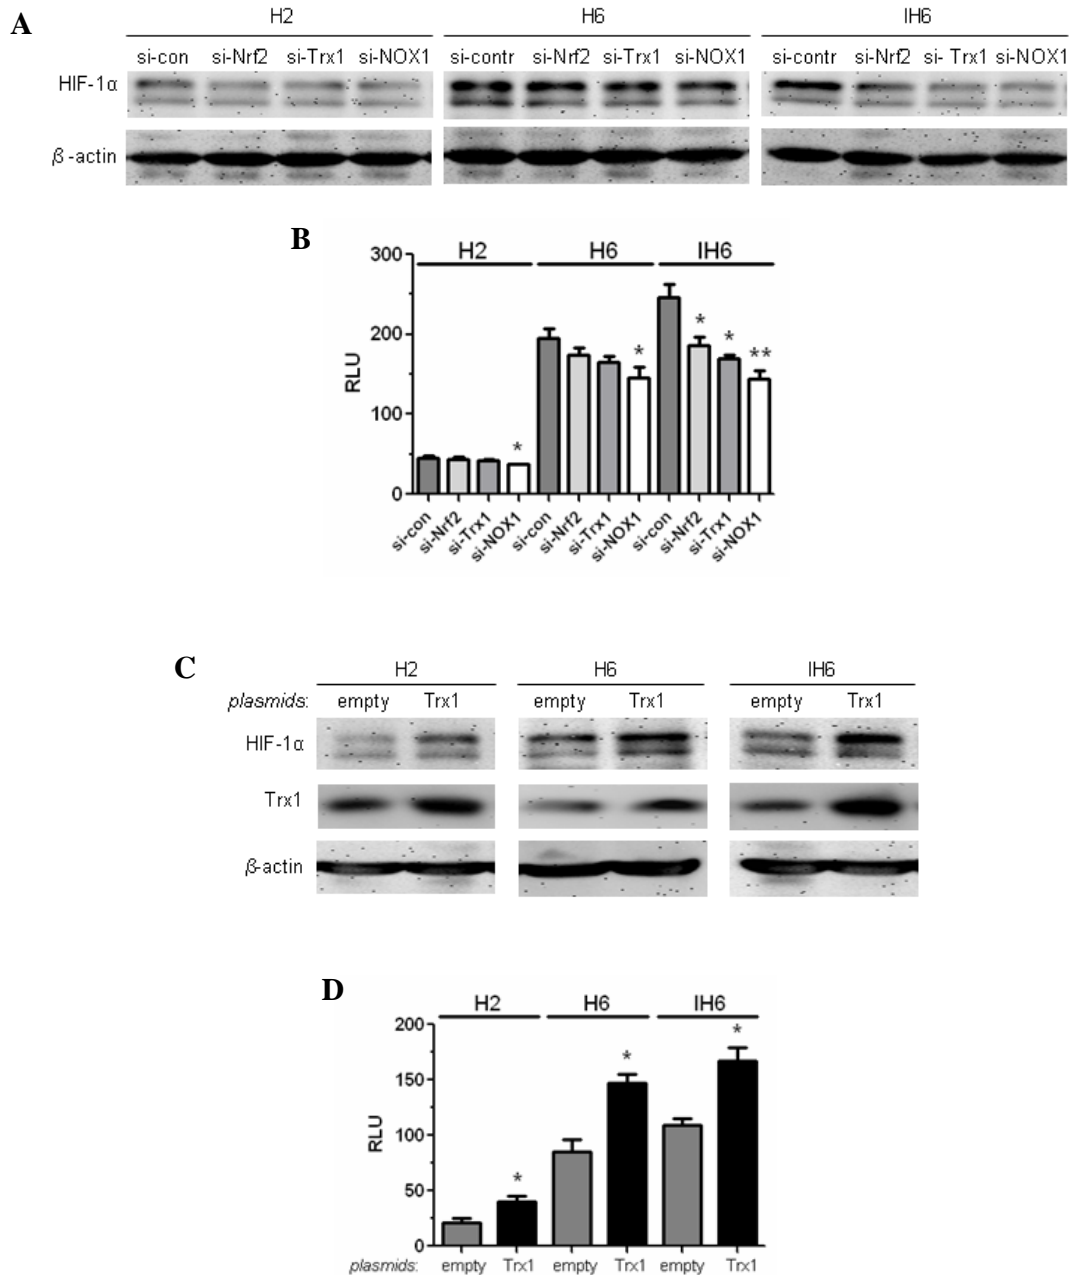 A
H2 H6 IH6
si-con si-Nrf2 si-Trx1 si-NOX1 si-contr si-Nrf2 si-Trx1 si-NOX1 si-contr si-Nrf2 si- Trx1 si-NOX1
HIF-1α
β-actin
B
H2 H6 IH6
300
200
100
0
RLU
* * * * **
si-con si-Nrf2 si-Trx1 si-NOX1 si-con si-Nrf2 si-Trx1 si-NOX1 si-con si-Nrf2 si-Trx1 si-NOX1
C
H2 H6 IH6
plasmids: empty Trx1 empty Trx1 empty Trx1
HIF-1α
Trx1
β-actin
D
H2 H6 IH6
200
150
100
50
0
RLU
* * *
plasmids: empty Trx1 empty Trx1 empty Trx1